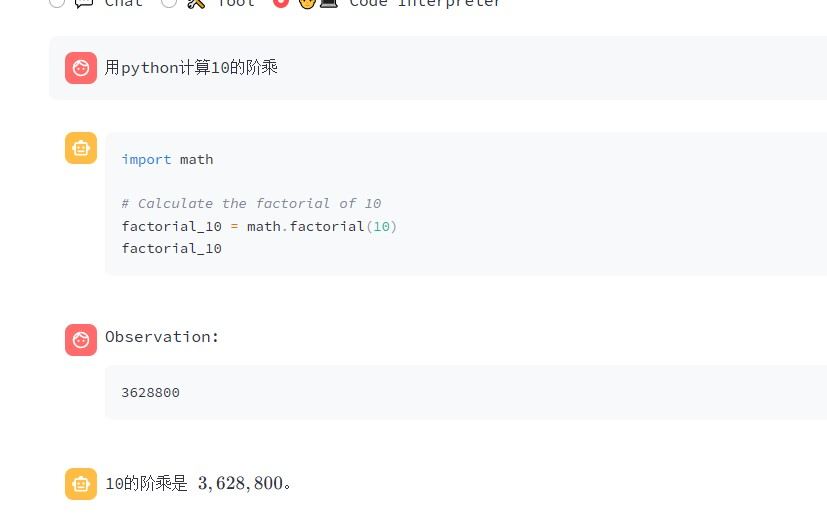 Chat Tool Code Interpreter
用python计算10的阶乘
import math
# Calculate the factorial of 10
factorial_10 = math.factorial(10)
factorial_10
Observation:
3628800
10的阶乘是 3,628,800。